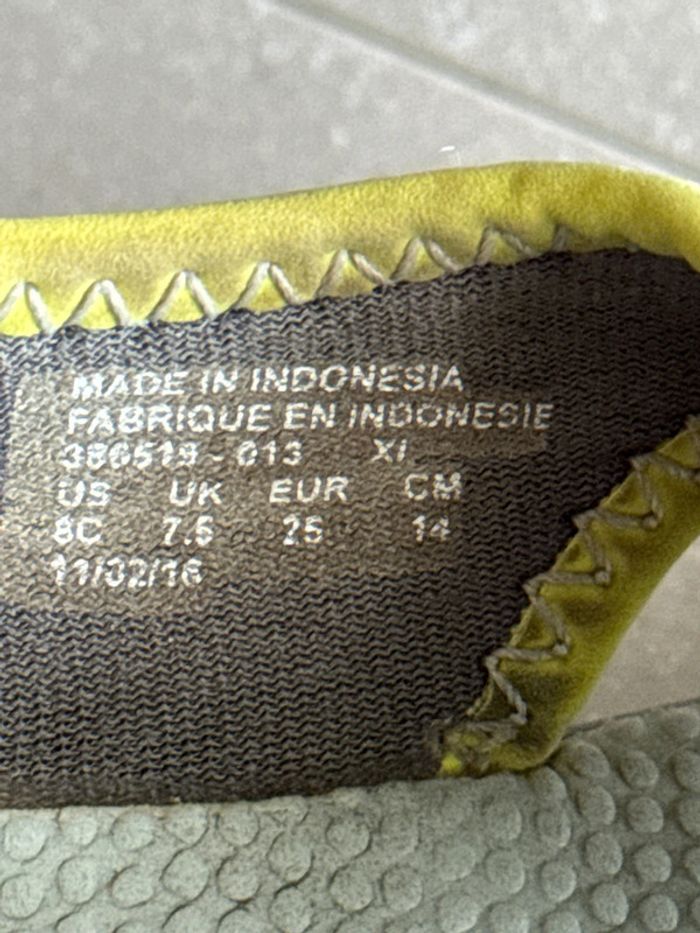 MADE IN INDONESIA
FABRIQUE EN INDONESIE
386519 - 013 XI
US UK EUR CM
8C 7.5 25 14
11/02/16